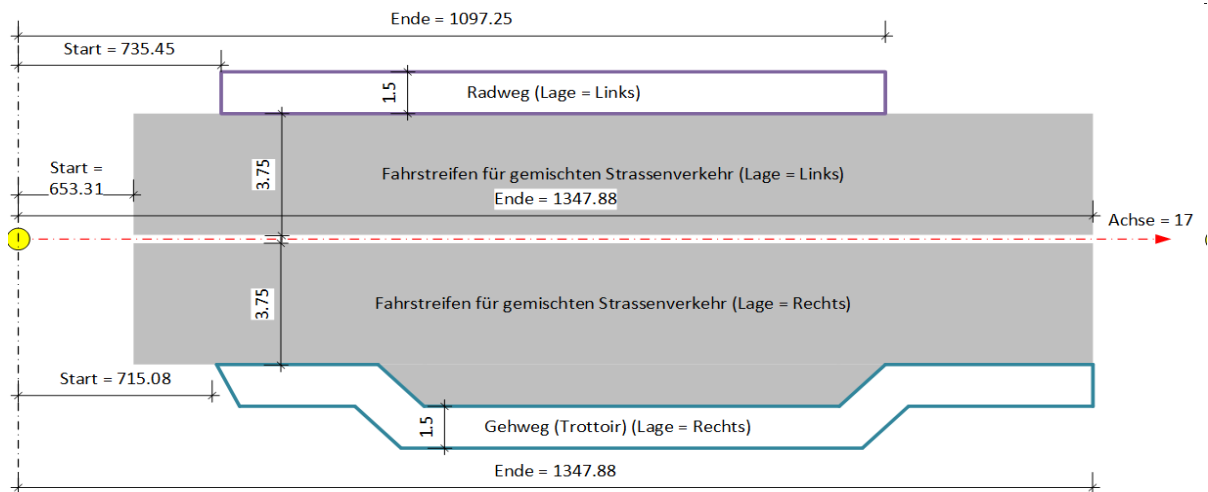 Ende = 1097.25
Start = 735.45
1.5
Radweg (Lage = Links)
Start =
653.31
3.75
Fahrstreifen für gemischten Strassenverkehr (Lage = Links)
Ende = 1347.88
Achse = 17
3.75
Fahrstreifen für gemischten Strassenverkehr (Lage = Rechts)
Start = 715.08
1.5
Gehweg (Trottoir) (Lage = Rechts)
Ende = 1347.88